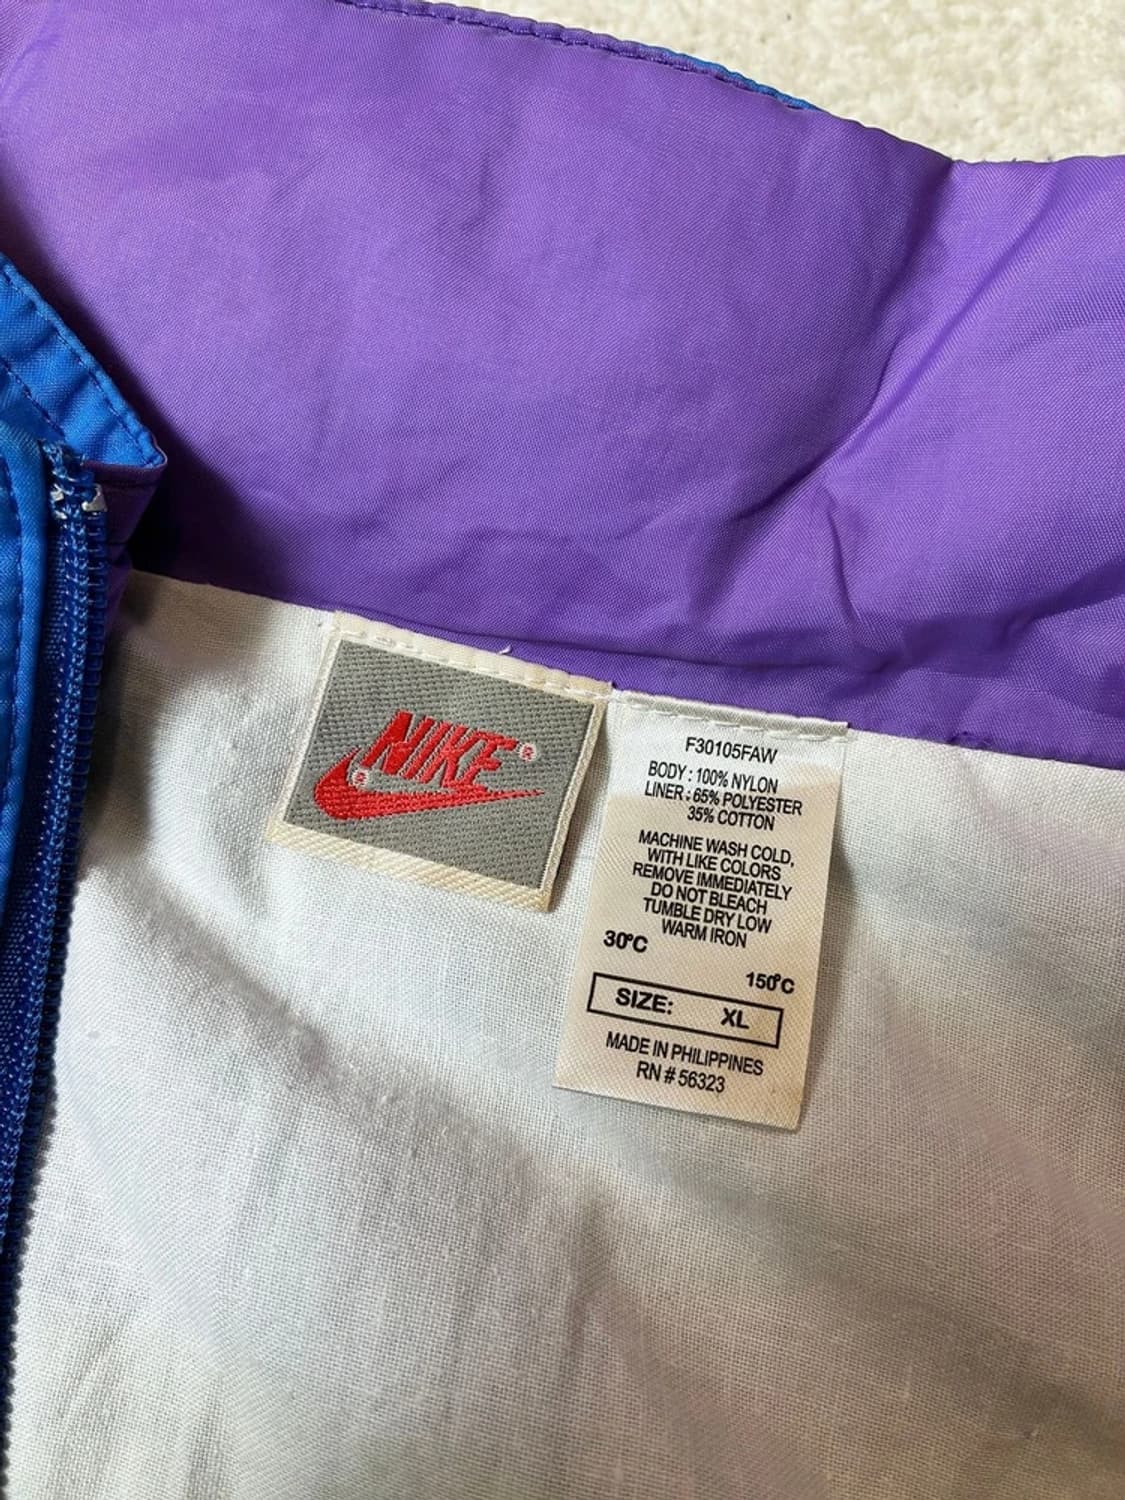 NIKE®
®
F30105FAW
BODY : 100% NYLON
LINER : 65% POLYESTER
35% COTTON
MACHINE WASH COLD,
WITH LIKE COLORS
REMOVE IMMEDIATELY
DO NOT BLEACH
TUMBLE DRY LOW
WARM IRON
30°C
150°C
SIZE: XL
MADE IN PHILIPPINES
RN # 56323